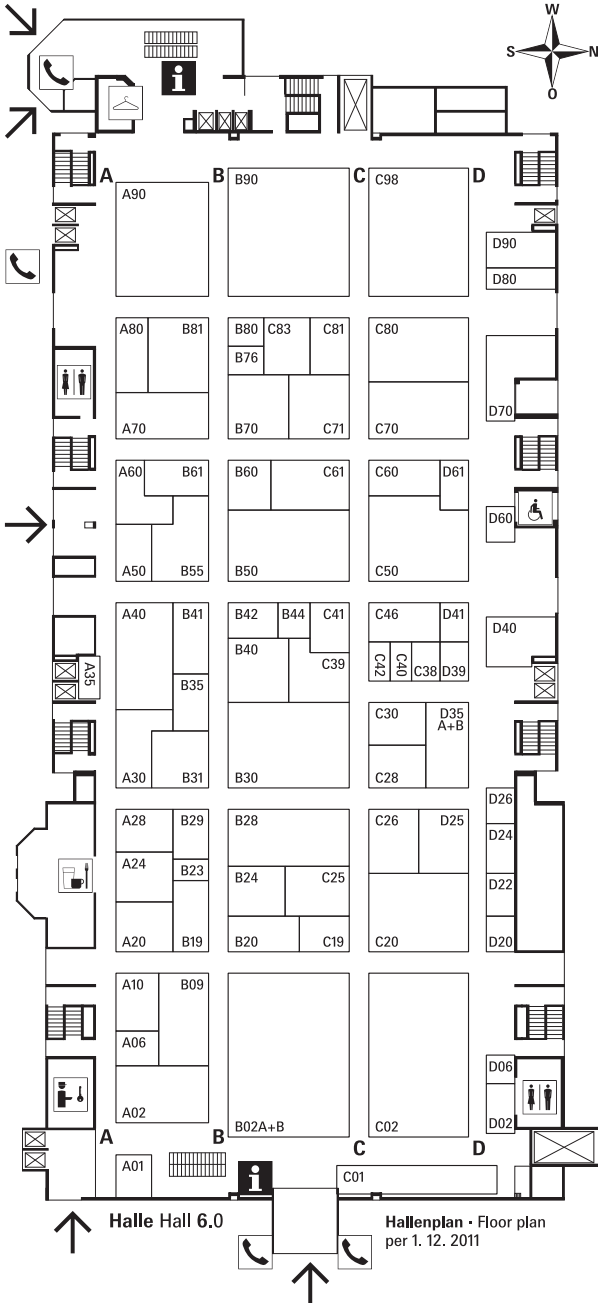 W
S N
O
A B C D
A90
B90
C98
D90
D80
A80 B81
B80 C83 C81
B76
C80
A70
B70 C71
C70
D70
A60 B61
B60 C61
C60 D61
D60
A50 B55
B50
C50
A40 B41
B42 B44 C41
C46 D41
D40
B40 C39
C42 C40 C38 D39
A35
B35
C30 D35
A+B
A30 B31
B30
C28
D26
A28 B29
B28
C26 D25
D24
A24 B23
B24 C25
D22
A20 B19
B20 C19
C20
D20
A10 B09
A06
D06
A02
B02A+B
C02
D02
A B C D
A01
C01
i
i
Halle Hall 6.0
Hallenplan · Floor plan
per 1. 12. 2011